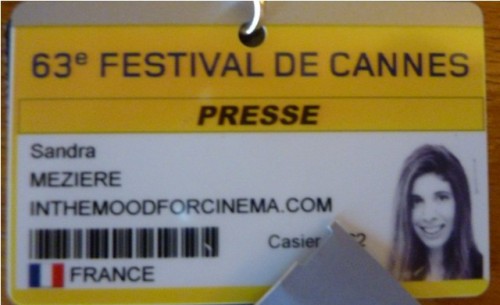 63e FESTIVAL DE CANNES
PRESSE
Sandra
MEZIERE
INTHEMOODFORCINEMA.COM
Casier
FRANCE